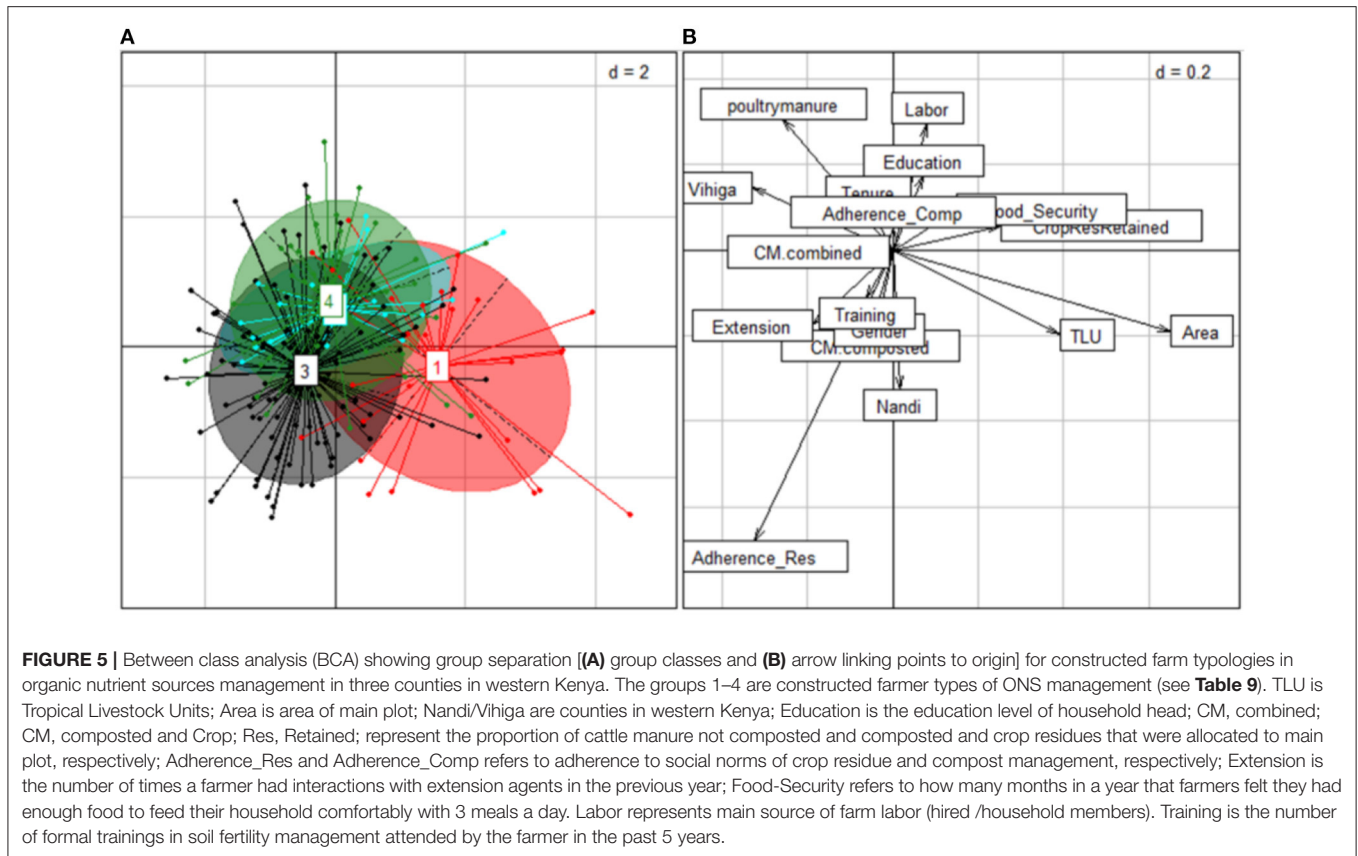 A
B
d = 2
4
3
1
d = 0.2
poultrymanure
Labor
Education
Vihiga
Tenure
Adherence_Comp
ood_Security
CropResRetained
CM.combined
Extension
Training
Gender
CM.composted
TLU
Area
Nandi
Adherence_Res
FIGURE 5 | Between class analysis (BCA) showing group separation [(A) group classes and (B) arrow linking points to origin] for constructed farm typologies in
organic nutrient sources management in three counties in western Kenya. The groups 1–4 are constructed farmer types of ONS management (see Table 9). TLU is
Tropical Livestock Units; Area is area of main plot; Nandi/Vihiga are counties in western Kenya; Education is the education level of household head; CM, combined;
CM, composted and Crop; Res, Retained; represent the proportion of cattle manure not composted and composted and crop residues that were allocated to main
plot, respectively; Adherence_Res and Adherence_Comp refers to adherence to social norms of crop residue and compost management, respectively; Extension is
the number of times a farmer had interactions with extension agents in the previous year; Food-Security refers to how many months in a year that farmers felt they had
enough food to feed their household comfortably with 3 meals a day. Labor represents main source of farm labor (hired /household members). Training is the number
of formal trainings in soil fertility management attended by the farmer in the past 5 years.